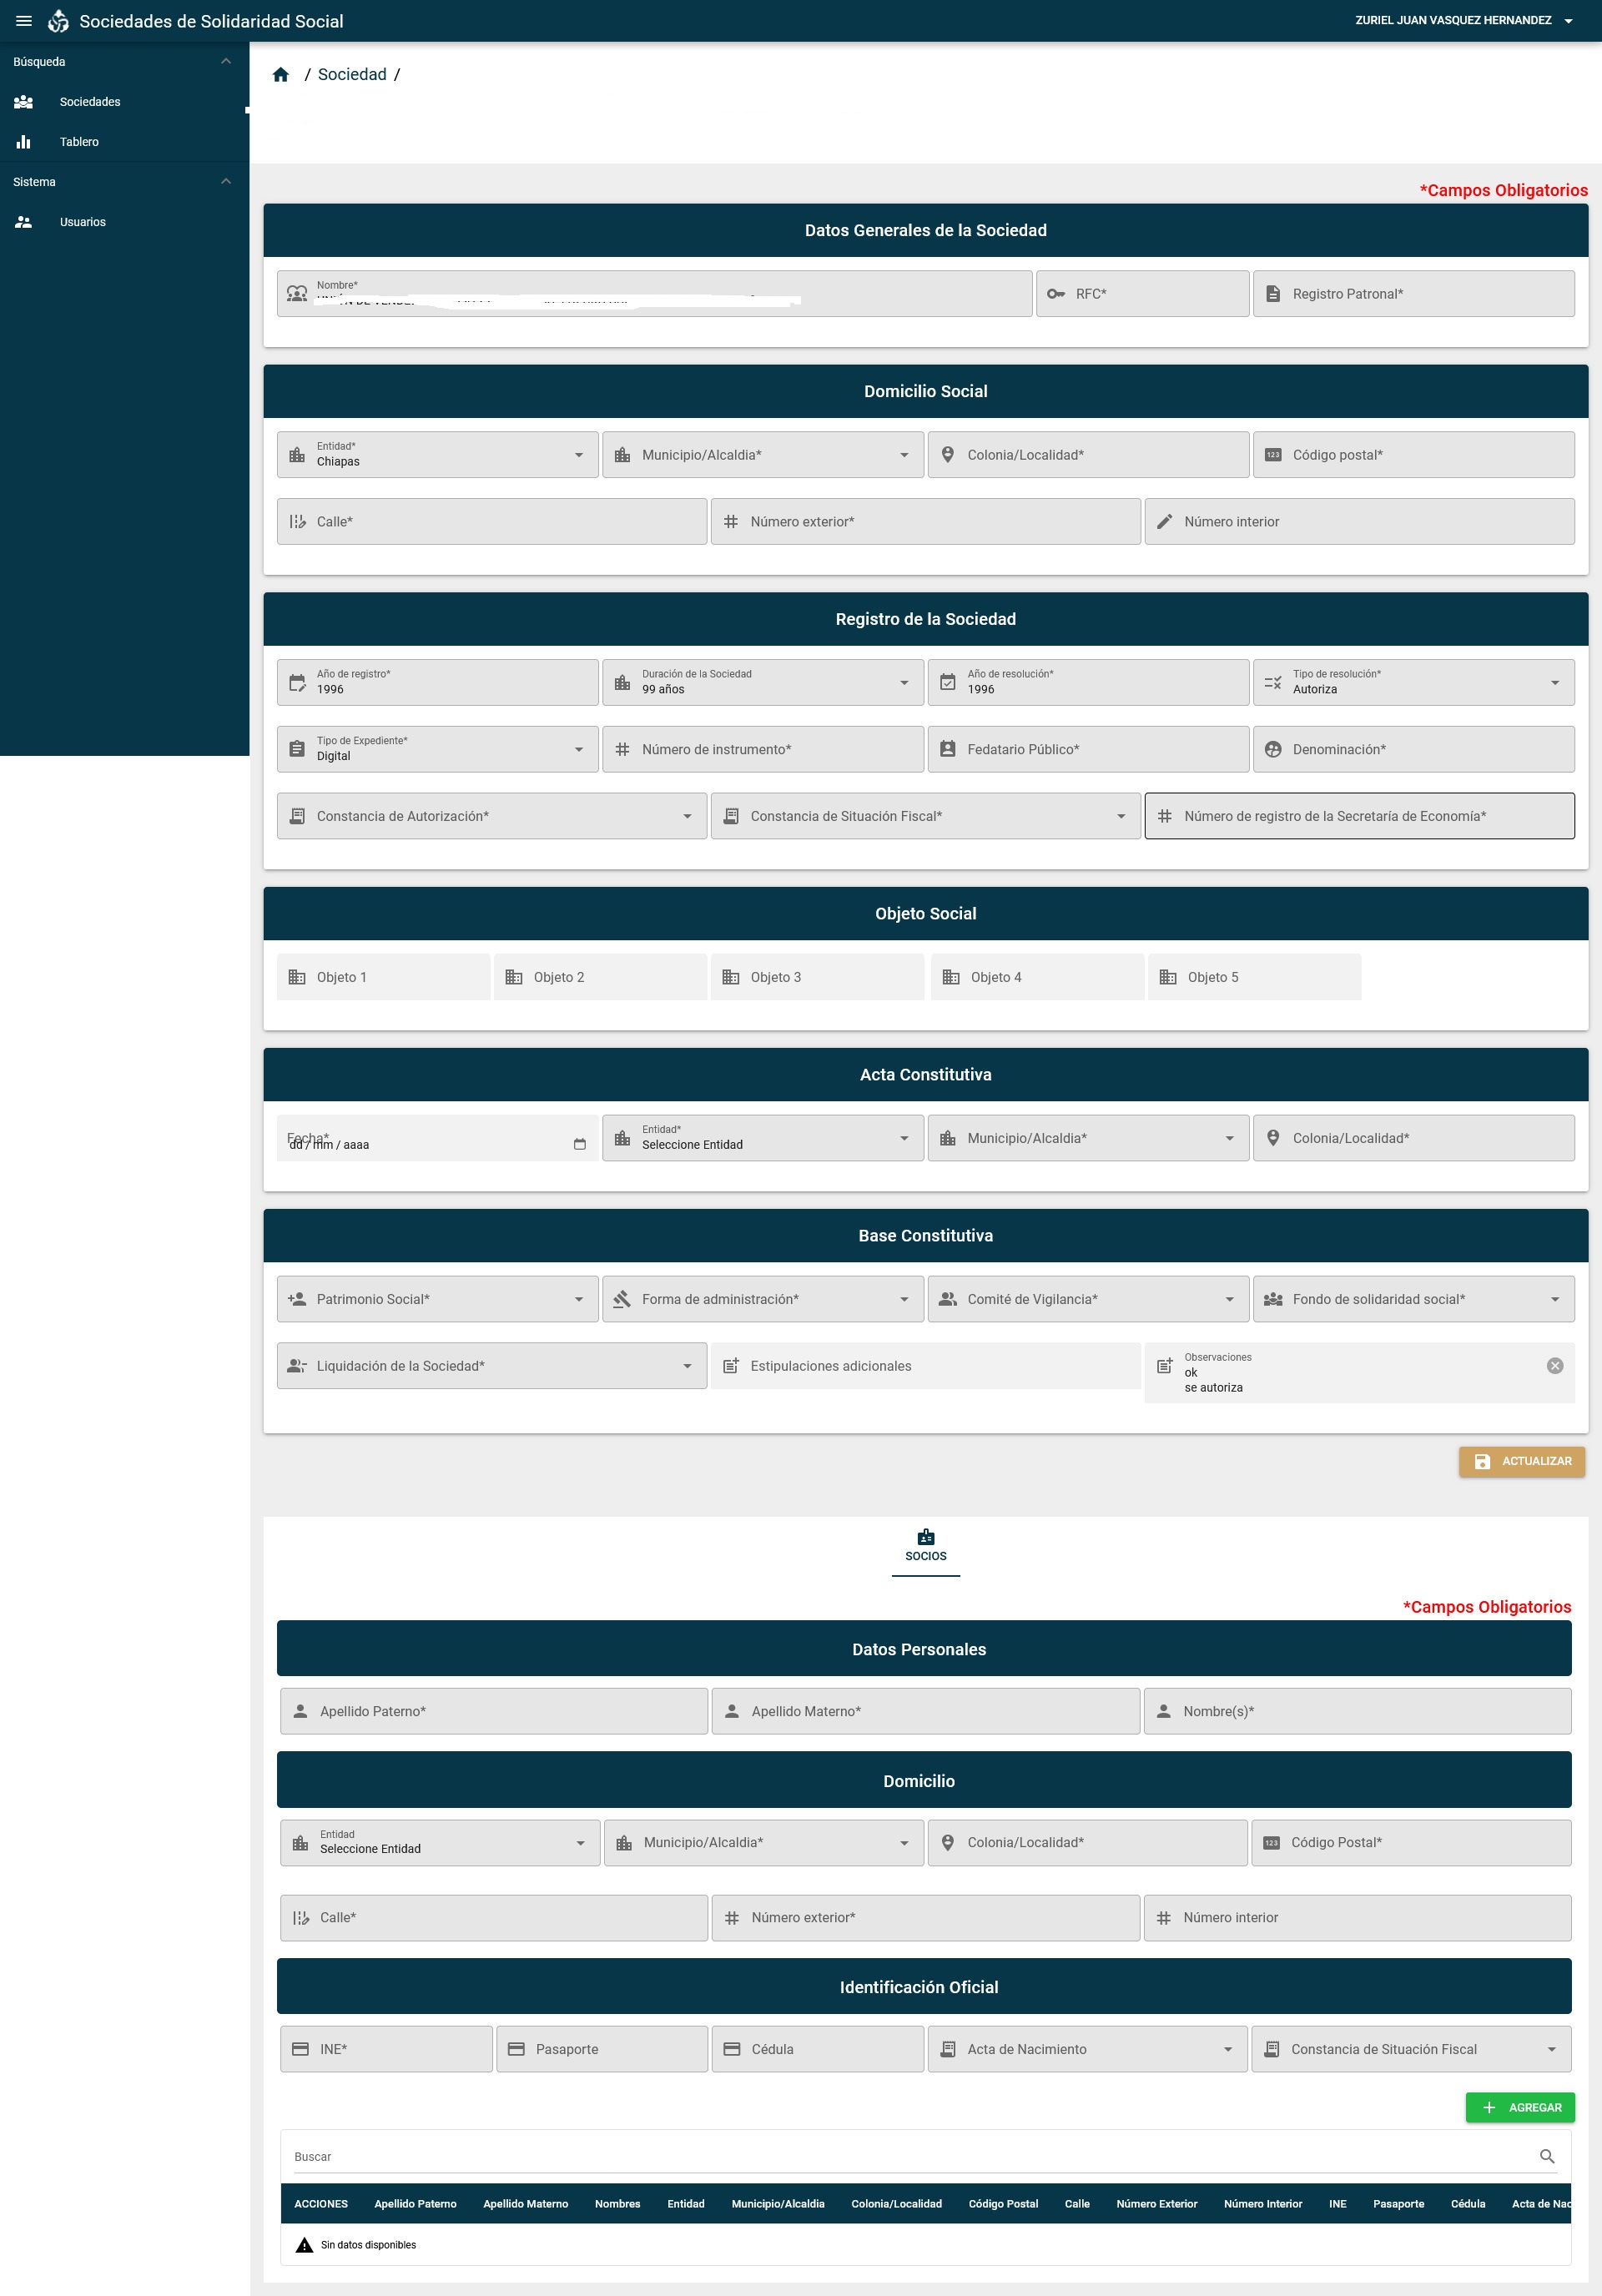 Sociedades de Solidaridad Social
ZURIEL JUAN VASQUEZ HERNANDEZ
Búsqueda
Sociedades
Tablero
Sistema
Usuarios
/ Sociedad /
*Campos Obligatorios
Datos Generales de la Sociedad
Nombre*
RFC*
Registro Patronal*
Domicilio Social
Entidad*
Chiapas
Municipio/Alcaldia*
Colonia/Localidad*
Código postal*
Calle*
Número exterior*
Número interior
Registro de la Sociedad
Año de registro*
1996
Duración de la Sociedad
99 años
Año de resolución*
1996
Tipo de resolución*
Autoriza
Tipo de Expediente*
Digital
Número de instrumento*
Fedatario Público*
Denominación*
Constancia de Autorización*
Constancia de Situación Fiscal*
Número de registro de la Secretaría de Economía*
Objeto Social
Objeto 1
Objeto 2
Objeto 3
Objeto 4
Objeto 5
Acta Constitutiva
Fecha*
dd / mm / aaaa
Entidad*
Seleccione Entidad
Municipio/Alcaldia*
Colonia/Localidad*
Base Constitutiva
Patrimonio Social*
Forma de administración*
Comité de Vigilancia*
Fondo de solidaridad social*
Liquidación de la Sociedad*
Estipulaciones adicionales
Observaciones
ok
se autoriza
ACTUALIZAR
SOCIOS
*Campos Obligatorios
Datos Personales
Apellido Paterno*
Apellido Materno*
Nombre(s)*
Domicilio
Entidad
Seleccione Entidad
Municipio/Alcaldia*
Colonia/Localidad*
Código Postal*
Calle*
Número exterior*
Número interior
Identificación Oficial
INE*
Pasaporte
Cédula
Acta de Nacimiento
Constancia de Situación Fiscal
AGREGAR
Buscar
ACCIONES Apellido Paterno Apellido Materno Nombres Entidad Municipio/Alcaldia Colonia/Localidad Código Postal Calle Número Exterior Número Interior INE Pasaporte Cédula Acta de Nac
Sin datos disponibles